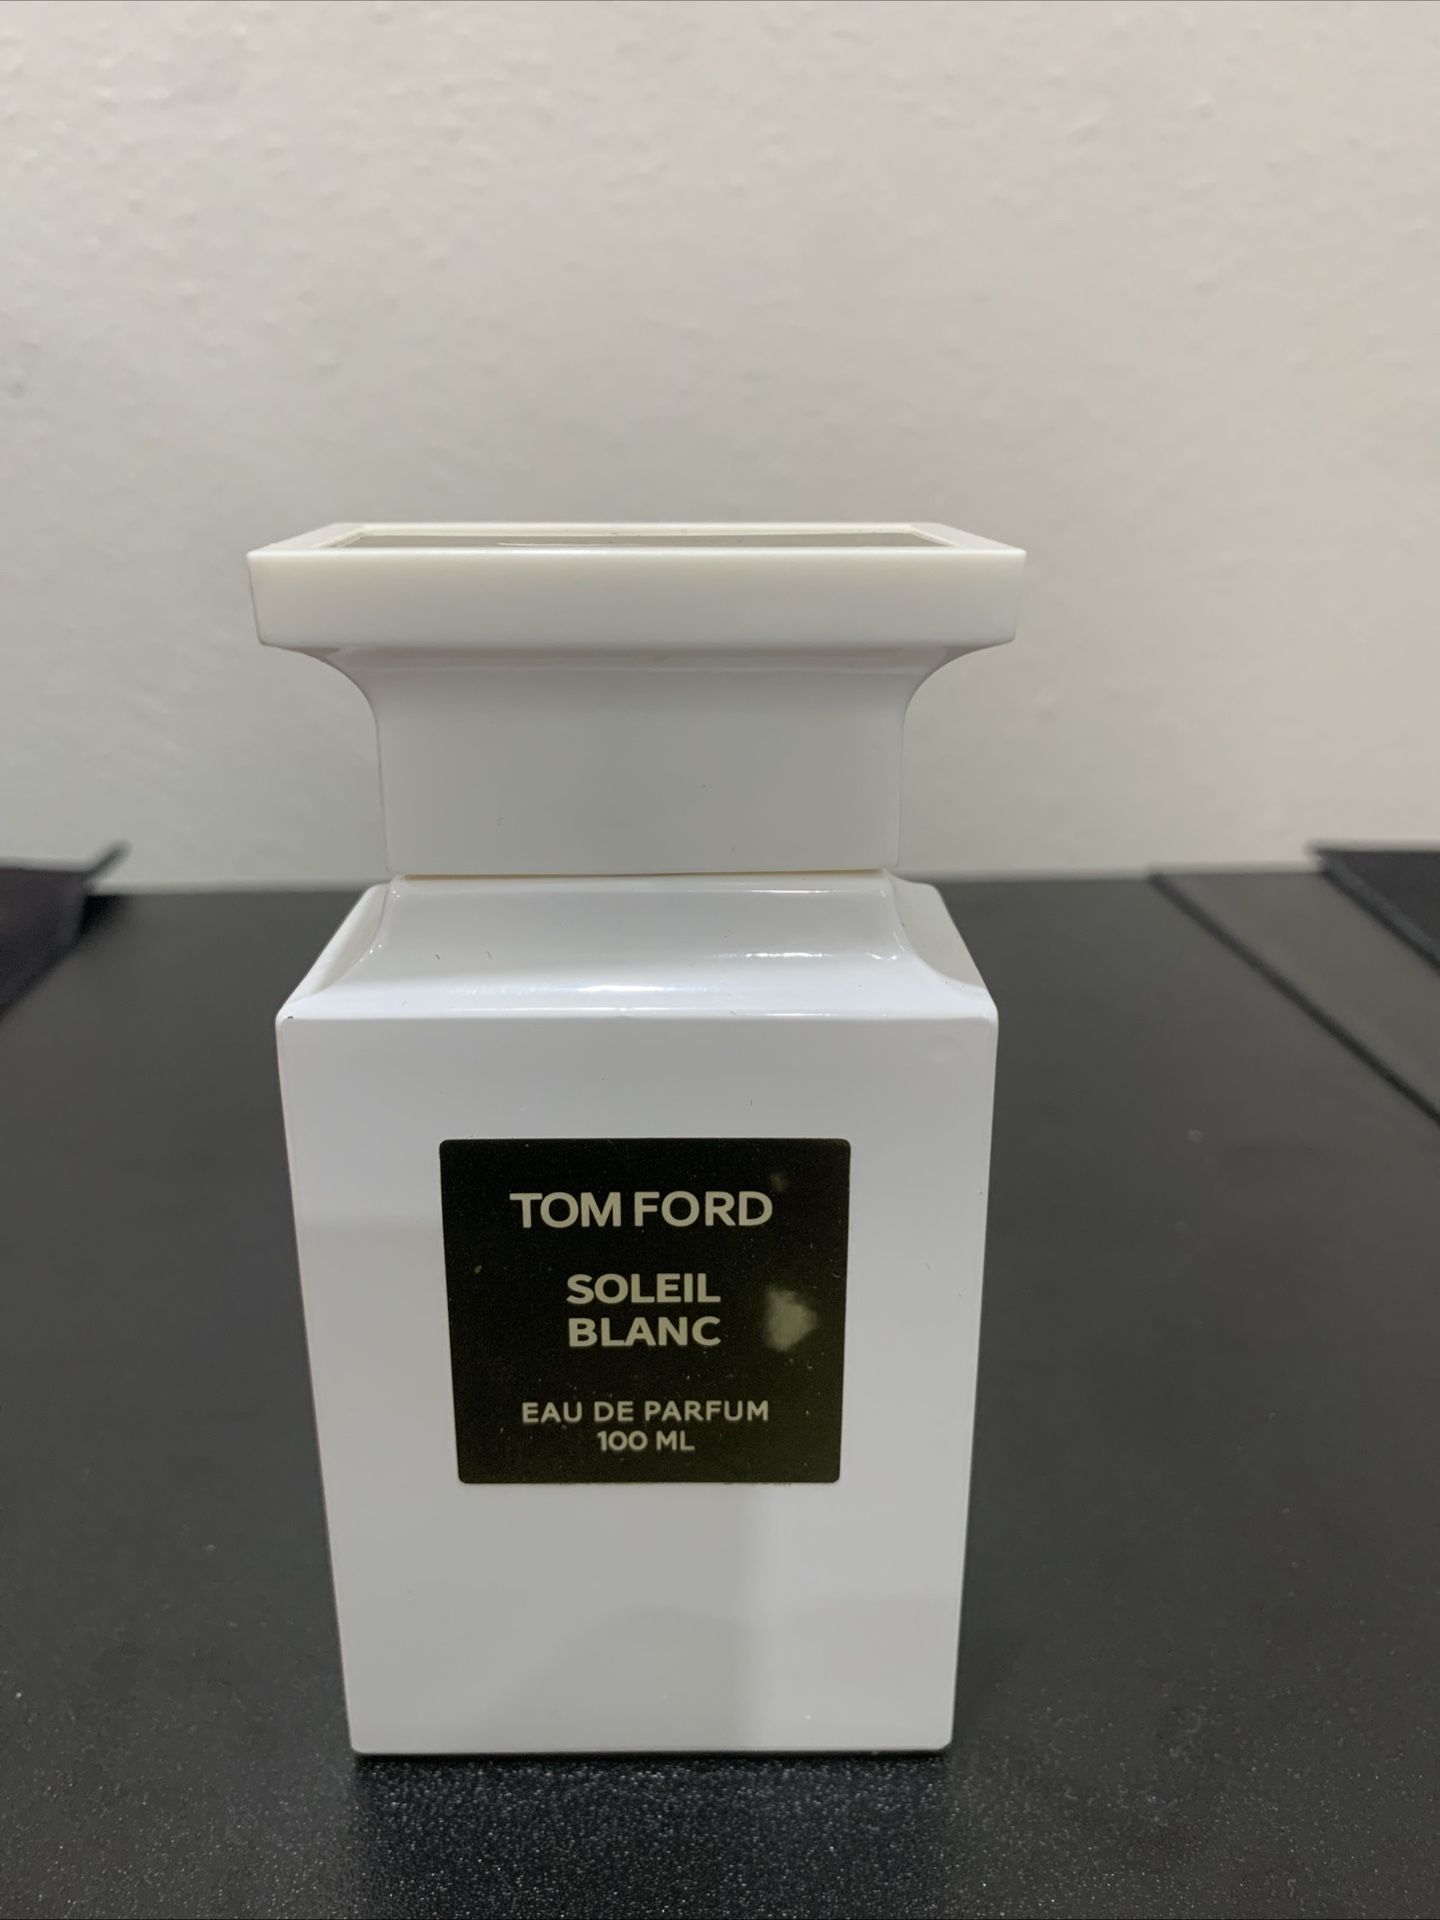 TOM FORD
SOLEIL
BLANC
EAU DE PARFUM
100 ML